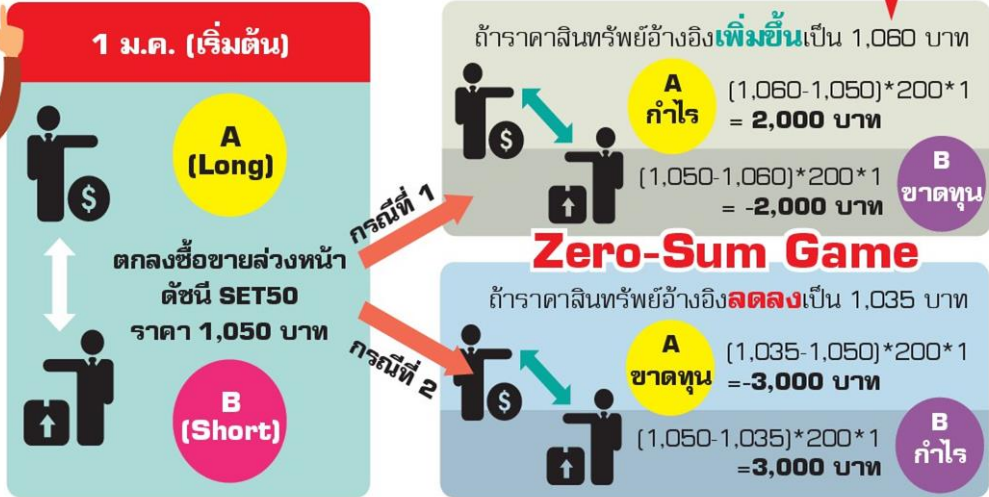 1 ม.ค. (เริ่มต้น)
A
(Long)
$
ตกลงซื้อขายล่วงหน้า
ดัชนี SET50
ราคา 1,050 บาท
B
(Short)
กรณีที่ 1
กรณีที่ 2
ถ้าราคาสินทรัพย์อ้างอิงเพิ่มขึ้นเป็น 1,060 บาท
$
A
กำไร
(1,060-1,050)*200*1
= 2,000 บาท
(1,050-1,060)*200*1
= -2,000 บาท
B
ขาดทุน
Zero-Sum Game
ถ้าราคาสินทรัพย์อ้างอิงลดลงเป็น 1,035 บาท
$
A
ขาดทุน
(1,035-1,050)*200*1
=-3,000 บาท
(1,050-1,035)*200*1
=3,000 บาท
B
กำไร